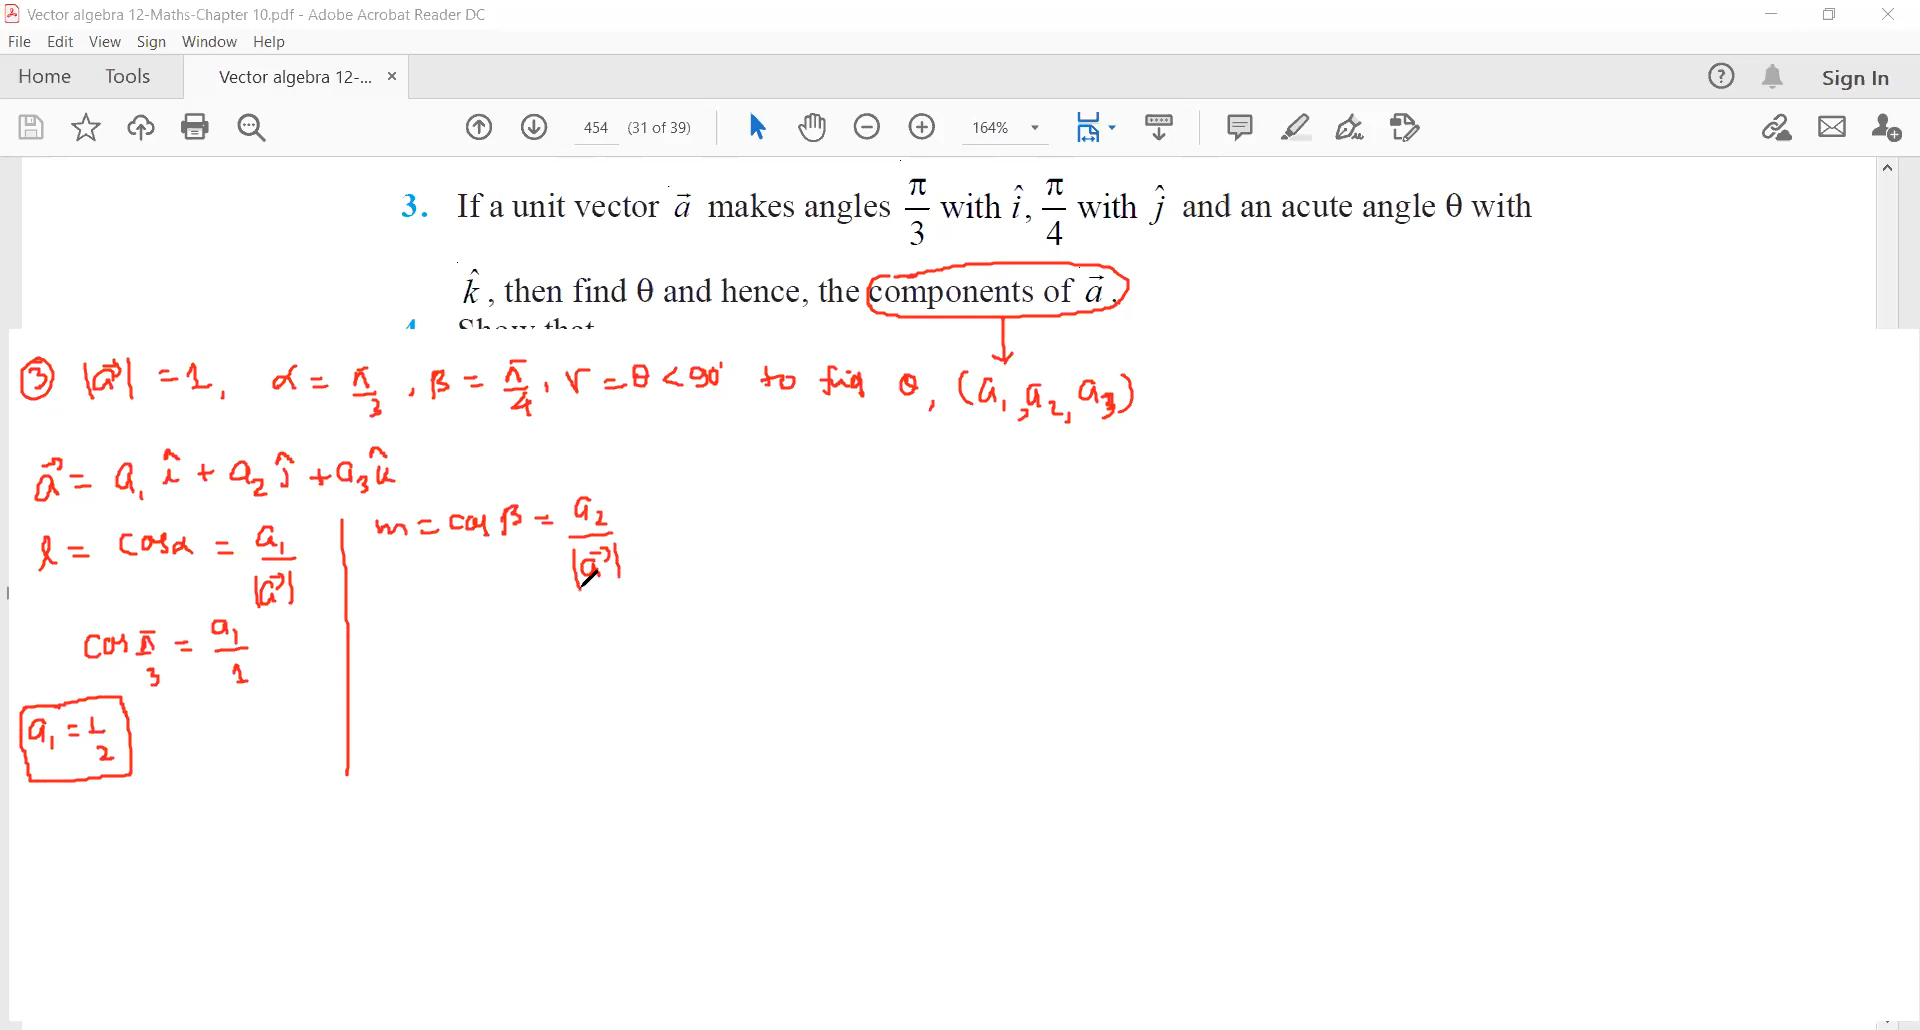 Vector algebra 12-Maths-Chapter 10.pdf - Adobe Acrobat Reader DC
File Edit View Sign Window Help
Home Tools Vector algebra 12-... × ? Sign In
454 (31 of 39) 164%
3. If a unit vector a⃗ makes angles π/3 with î, π/4 with ĵ and an acute angle θ with
k̂, then find θ and hence, the components of a⃗.
4. Show that
③ |a⃗| = 1, α = π/3, β = π/4, γ = θ < 90° to find θ, (a₁, a₂, a₃)
a⃗ = a₁ î + a₂ ĵ + a₃ k̂
l = cos α = a₁/|a⃗|
cos π/3 = a₁/1
a₁ = 1/2
m = cos β = a₂/|a⃗|